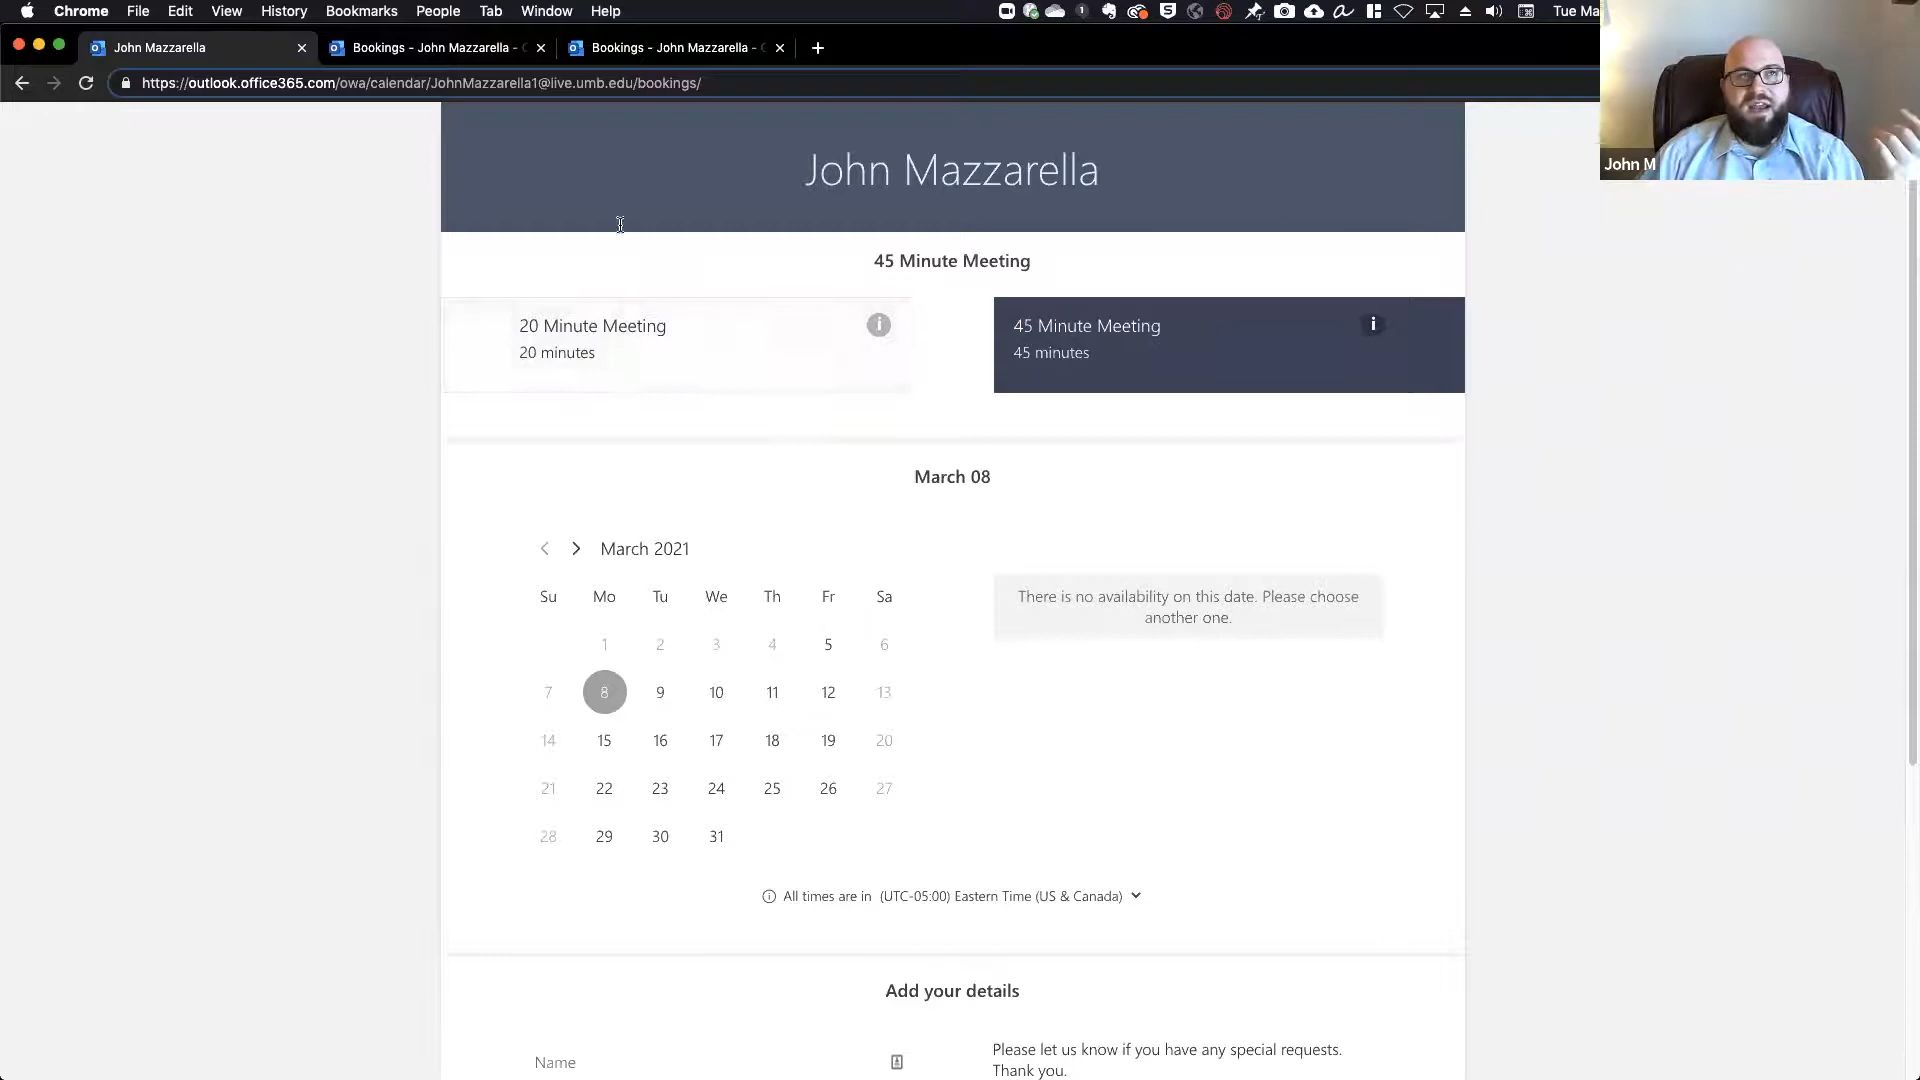 Chrome File Edit View History Bookmarks People Tab Window Help
Tue Ma
John Mazzarella
Bookings - John Mazzarella -
Bookings - John Mazzarella -
https://outlook.office365.com/owa/calendar/JohnMazzarella1@live.umb.edu/bookings/
John M
John Mazzarella
45 Minute Meeting
20 Minute Meeting
20 minutes
45 Minute Meeting
45 minutes
March 08
March 2021
Su Mo Tu We Th Fr Sa
1 2 3 4 5 6
7 8 9 10 11 12 13
14 15 16 17 18 19 20
21 22 23 24 25 26 27
28 29 30 31
There is no availability on this date. Please choose
another one.
All times are in (UTC-05:00) Eastern Time (US & Canada)
Add your details
Name
Please let us know if you have any special requests.
Thank you.